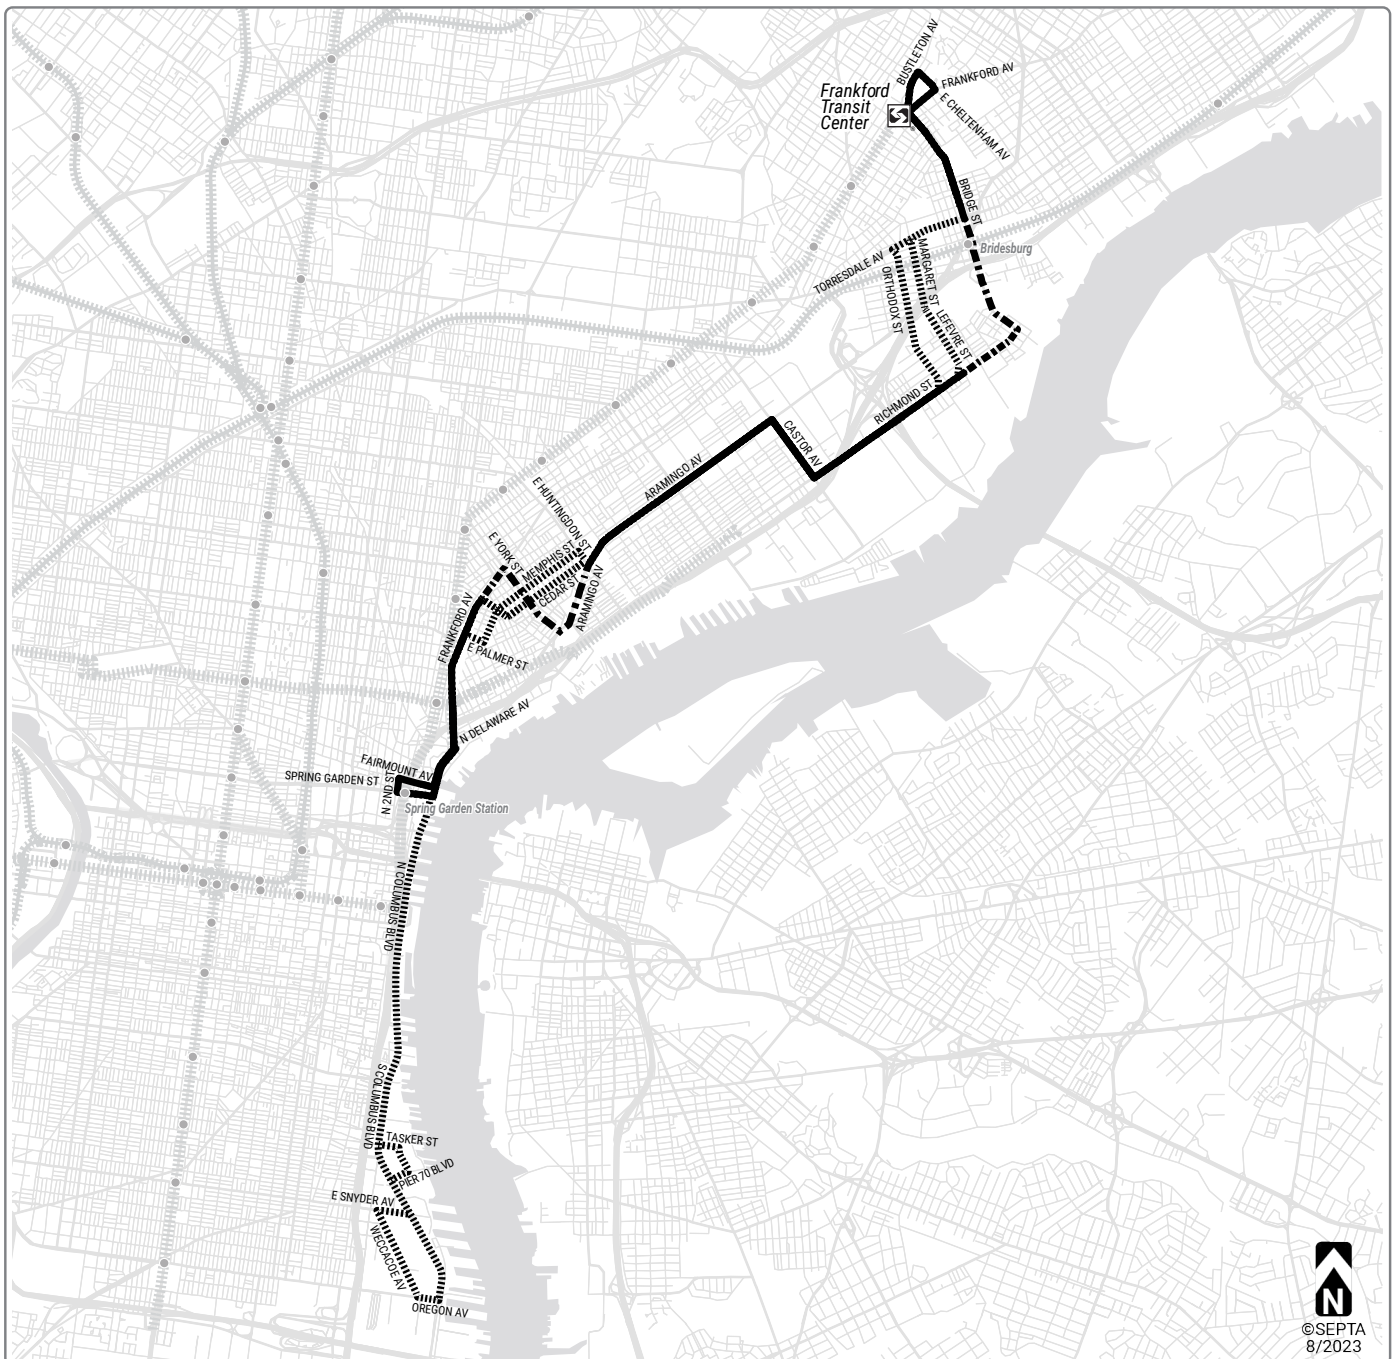 BUSTLETON AV
FRANKFORD AV
Frankford
Transit
Center
E CHELTENHAM AV
BRIDGE ST
Bridesburg
TORRESDALE AV
MARGARET ST
ORTHODOX ST
LEFEVRE ST
RICHMOND ST
CASTOR AV
ARAMINGO AV
E HUNTINGDON ST
E YORK ST
MEMPHIS ST
CEDAR ST
ARAMINGO AV
FRANKFORD AV
E PALMER ST
N DELAWARE AV
FAIRMOUNT AV
SPRING GARDEN ST
N 2ND ST
Spring Garden Station
N COLUMBUS BLVD
S COLUMBUS BLVD
TASKER ST
PIER 70 BLVD
E SNYDER AV
WECCACOE AV
OREGON AV
N
©SEPTA
8/2023